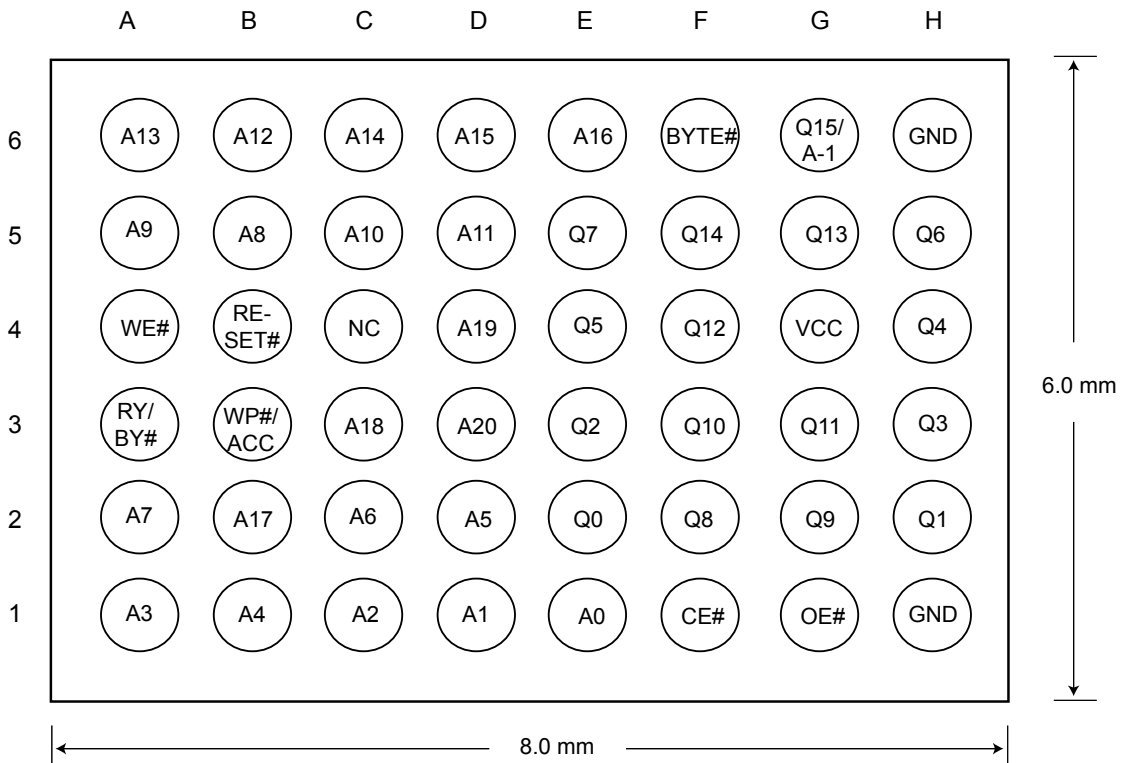 A B C D E F G H
6 A13 A12 A14 A15 A16 BYTE# Q15/
A-1 GND
5 A9 A8 A10 A11 Q7 Q14 Q13 Q6
4 WE# RE-
SET# NC A19 Q5 Q12 VCC Q4
3 RY/
BY# WP#/
ACC A18 A20 Q2 Q10 Q11 Q3
6.0 mm
2 A7 A17 A6 A5 Q0 Q8 Q9 Q1
1 A3 A4 A2 A1 A0 CE# OE# GND
8.0 mm